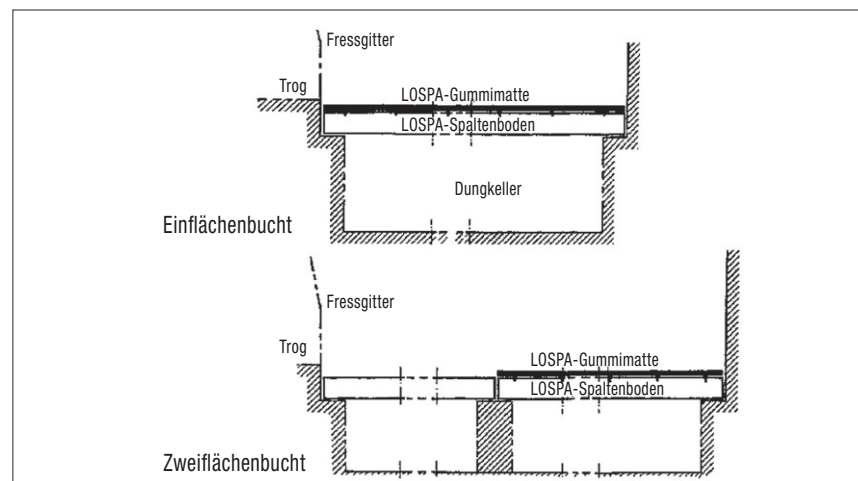 Fressgitter
Trog
LOSPA-Gummimatte
LOSPA-Spaltenboden
Dungkeller
Einflächenbucht
Fressgitter
Trog
LOSPA-Gummimatte
LOSPA-Spaltenboden
Zweiflächenbucht